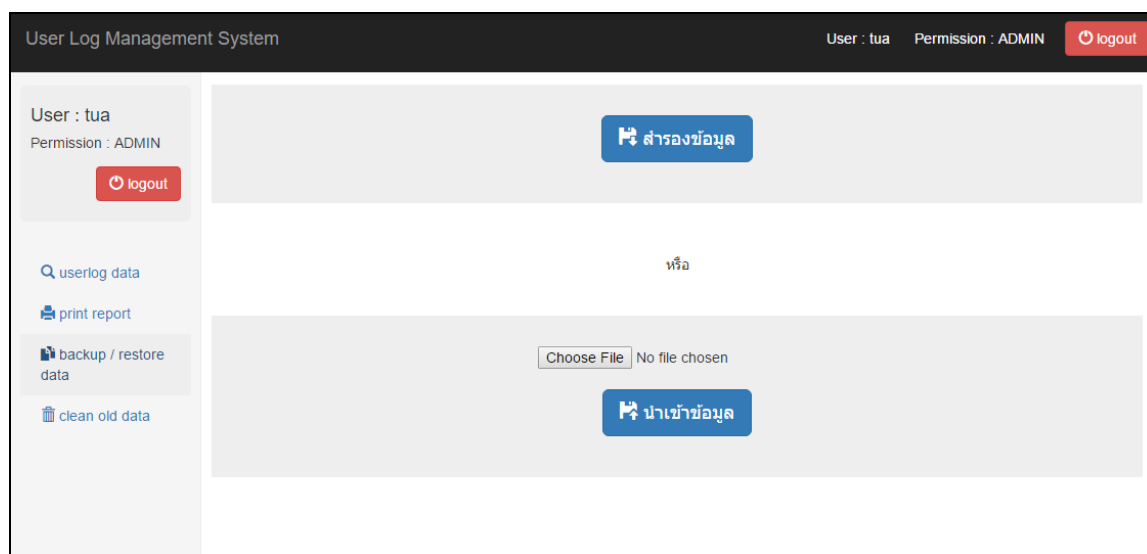 User Log Management System
User : tua Permission : ADMIN logout
User : tua
Permission : ADMIN
logout
userlog data
print report
backup / restore
data
clean old data
สำรองข้อมูล
หรือ
Choose File No file chosen
นำเข้าข้อมูล